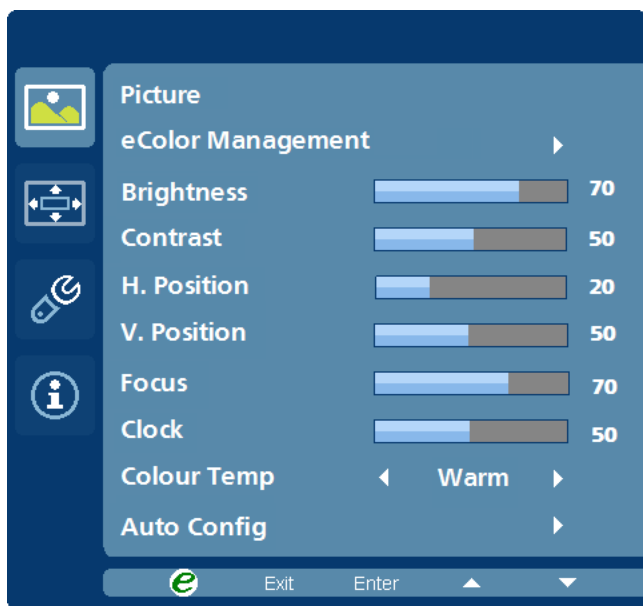 Picture
eColor Management
Brightness 70
Contrast 50
H. Position 20
V. Position 50
Focus 70
Clock 50
Colour Temp Warm
Auto Config
e Exit Enter